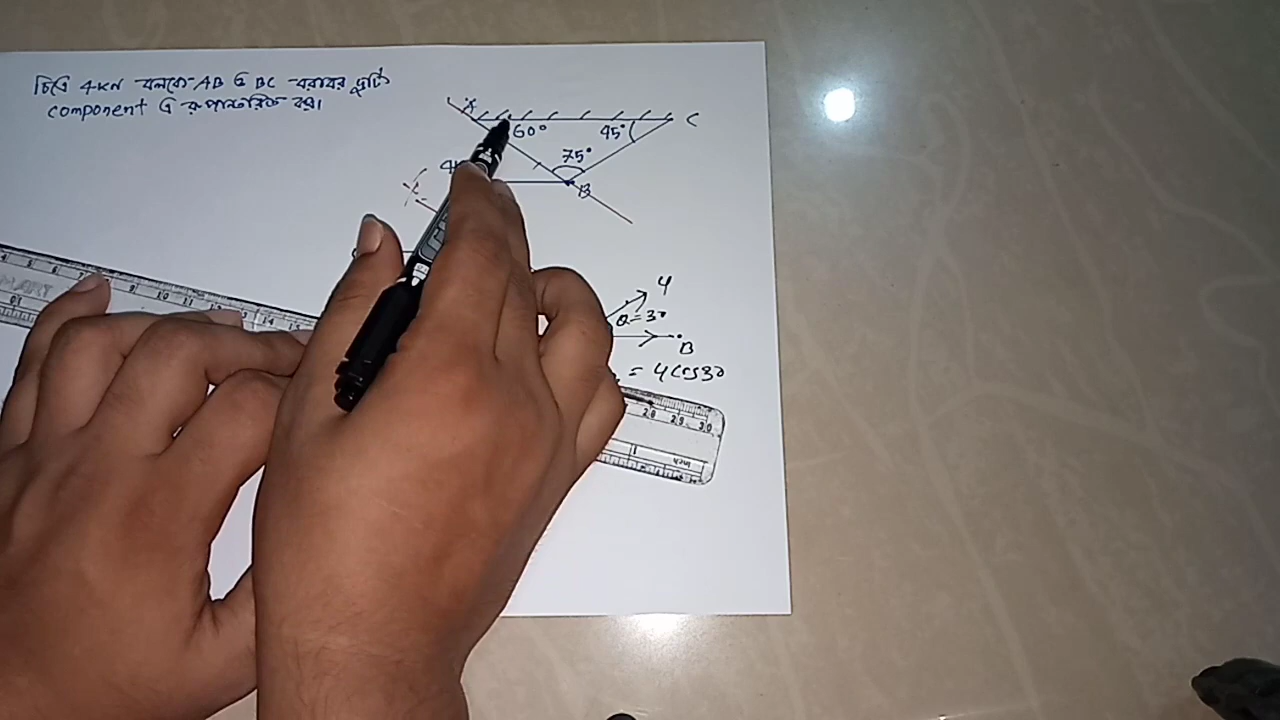 চিত্রে 4KN বলকে AB ও BC বরাবর দুটি
component এ রূপান্তরিত কর।
A
C
60°
45°
75°
B
4
θ=30
B
= 4cos30